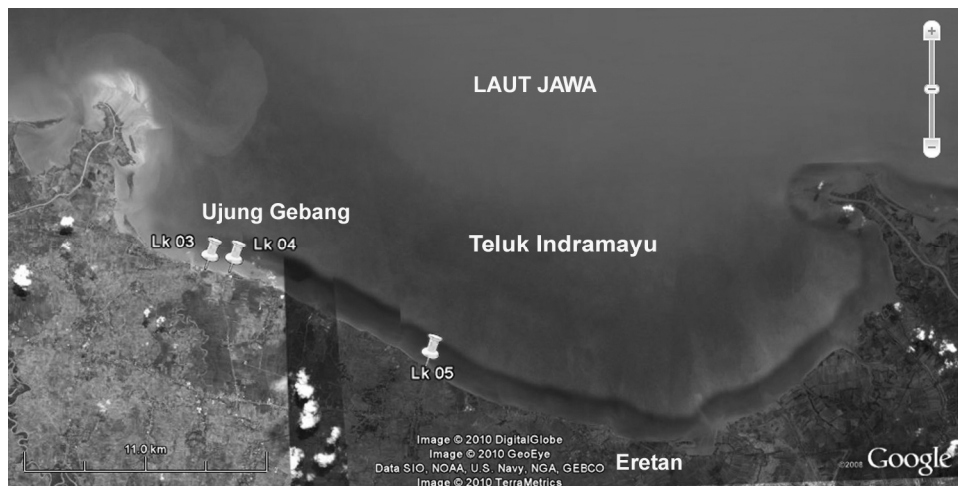 LAUT JAWA
Ujung Gebang
Lk 03
Lk 04
Teluk Indramayu
Lk 05
11.0 km
Image © 2010 DigitalGlobe
Image © 2010 GeoEye
Data SIO, NOAA, U.S. Navy, NGA, GEBCO
Image © 2010 TerraMetrics
Eretan
©2008 Google